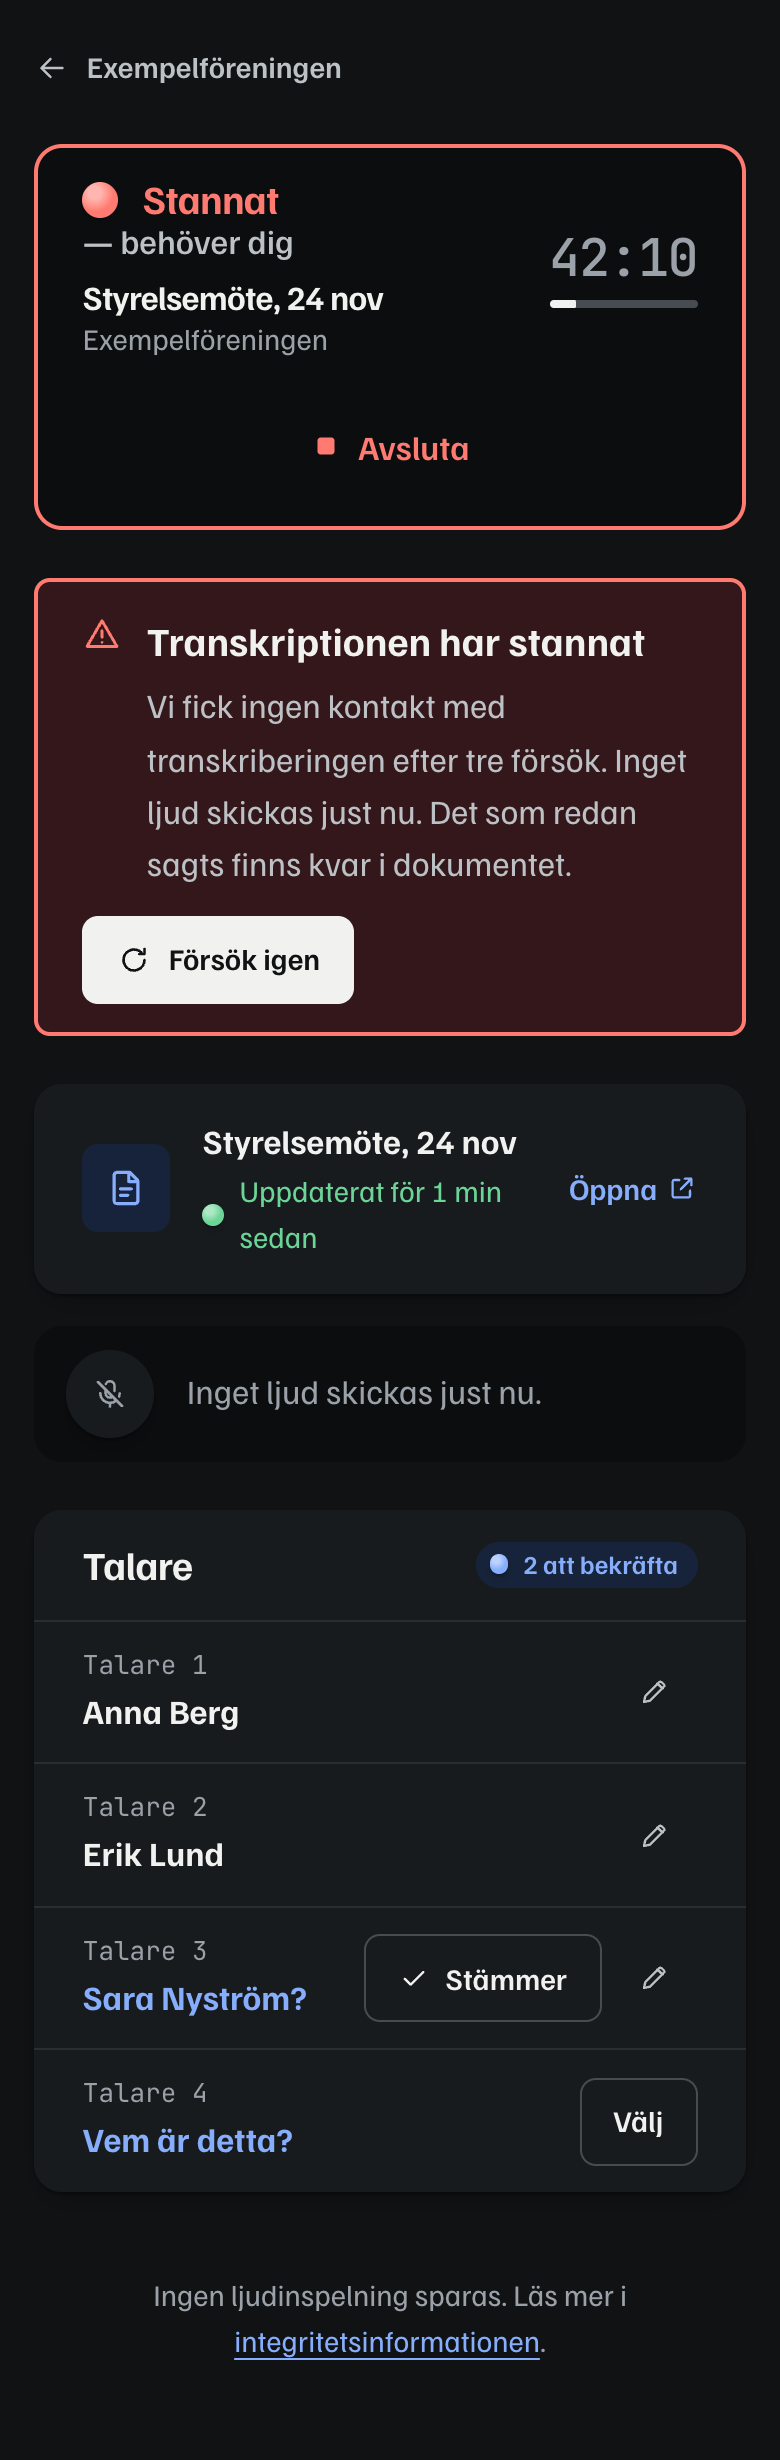 Exempelföreningen
Stannat
— behöver dig
42:10
Styrelsemöte, 24 nov
Exempelföreningen
Avsluta
Transkriptionen har stannat
Vi fick ingen kontakt med
transkriberingen efter tre försök. Inget
ljud skickas just nu. Det som redan
sagts finns kvar i dokumentet.
Försök igen
Styrelsemöte, 24 nov
Uppdaterat för 1 min
sedan
Öppna
Inget ljud skickas just nu.
Talare
2 att bekräfta
Talare 1
Anna Berg
Talare 2
Erik Lund
Talare 3
Sara Nyström?
Stämmer
Talare 4
Vem är detta?
Välj
Ingen ljudinspelning sparas. Läs mer i
integritetsinformationen.